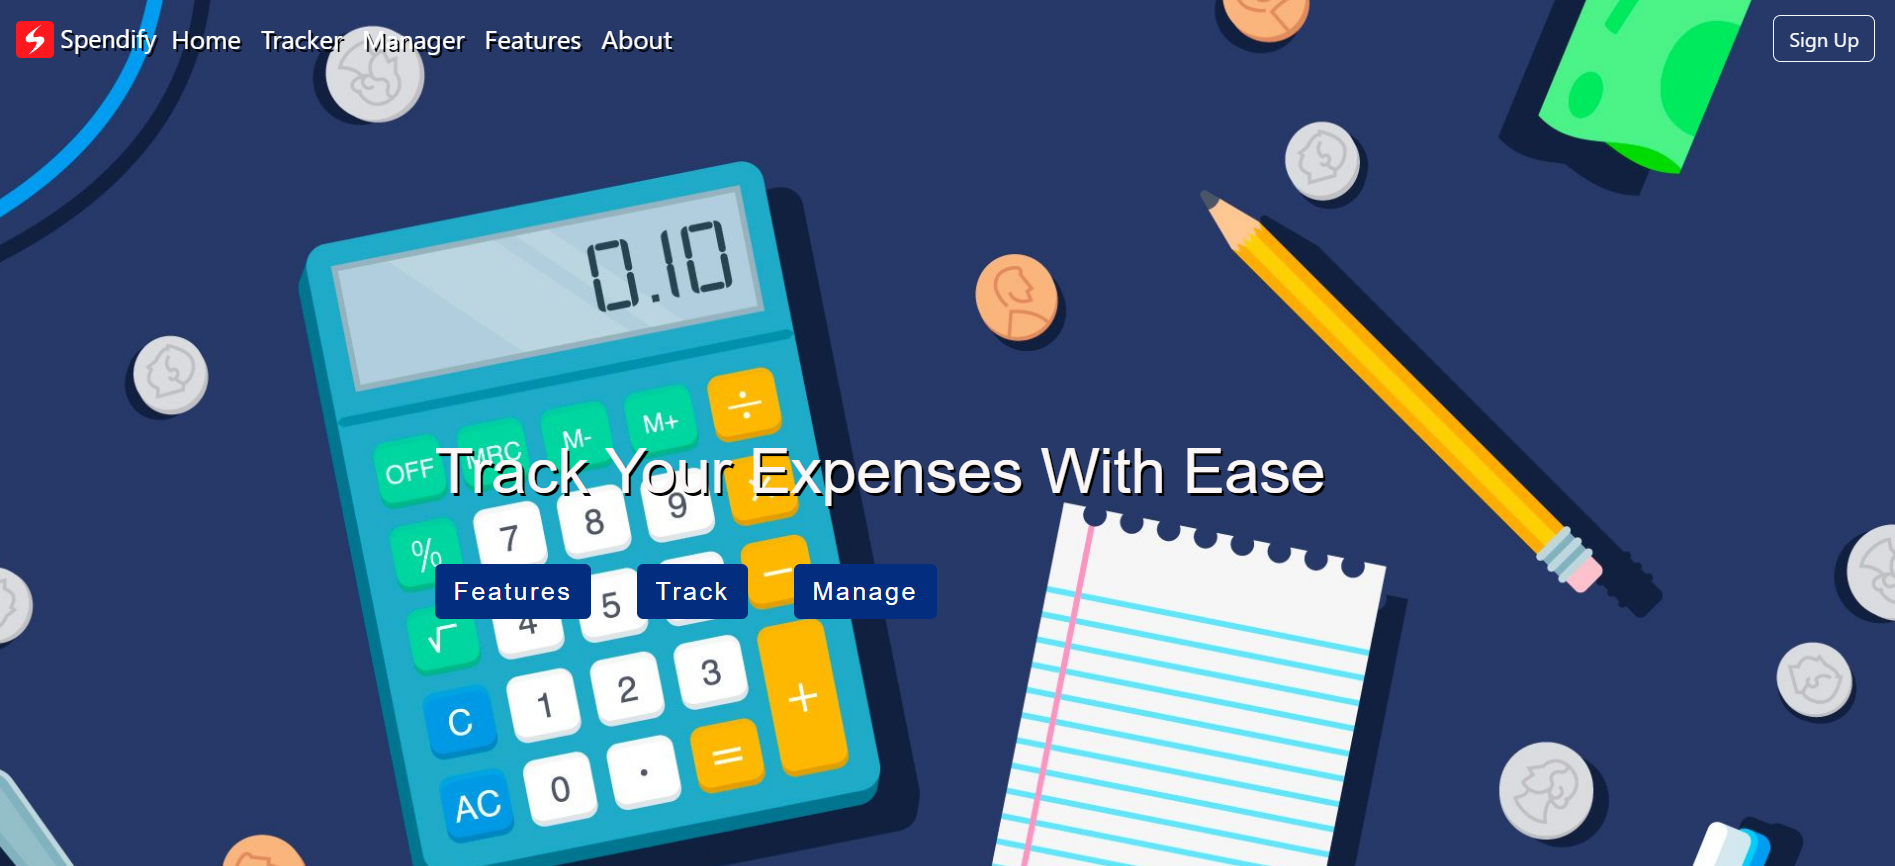 Spendify Home Tracker Manager Features About Sign Up
0.10
OFF MRC M- M+ ÷
Track Your Expenses With Ease
% 7 8 9 ×
Features Track Manage
√ 4 5 −
1 2 3 +
C
0 . =
AC